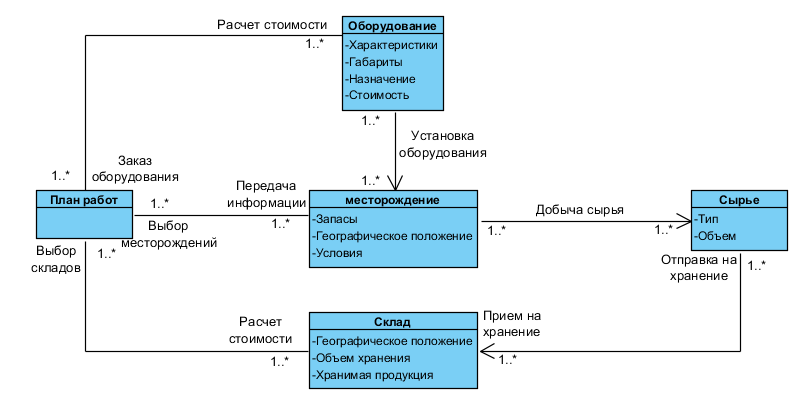 Расчет стоимости
1..*
Оборудование
-Характеристики
-Габариты
-Назначение
-Стоимость
1..*
Установка
оборудования
1..*
1..*
Заказ
оборудования
План работ
1..*
Выбор
месторождений
Передача
информации
1..*
месторождение
-Запасы
-Географическое положение
-Условия
Добыча сырья
1..*
1..*
Сырье
-Тип
-Объем
Выбор
складов
1..*
Отправка на
хранение
1..*
Расчет
стоимости
1..*
Склад
-Географическое положение
-Объем хранения
-Хранимая продукция
Прием на
хранение
1..*